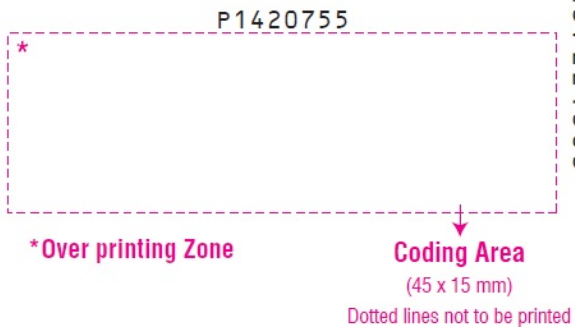 P1420755
*
*Over printing Zone
Coding Area
(45 x 15 mm)
Dotted lines not to be printed